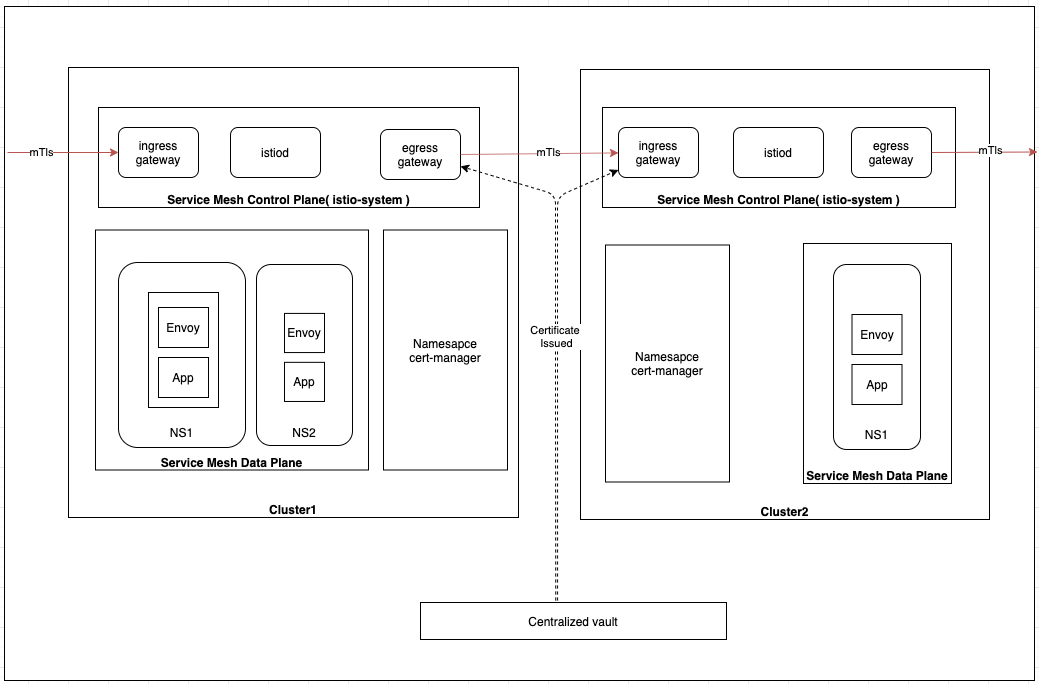 mTls
ingress
gateway
istiod
egress
gateway
Service Mesh Control Plane( istio-system )
mTls
ingress
gateway
istiod
egress
gateway
mTls
Service Mesh Control Plane( istio-system )
Envoy
App
NS1
Envoy
App
NS2
Service Mesh Data Plane
Namesapce
cert-manager
Cluster1
Certificate
Issued
Namesapce
cert-manager
Envoy
App
NS1
Service Mesh Data Plane
Cluster2
Centralized vault